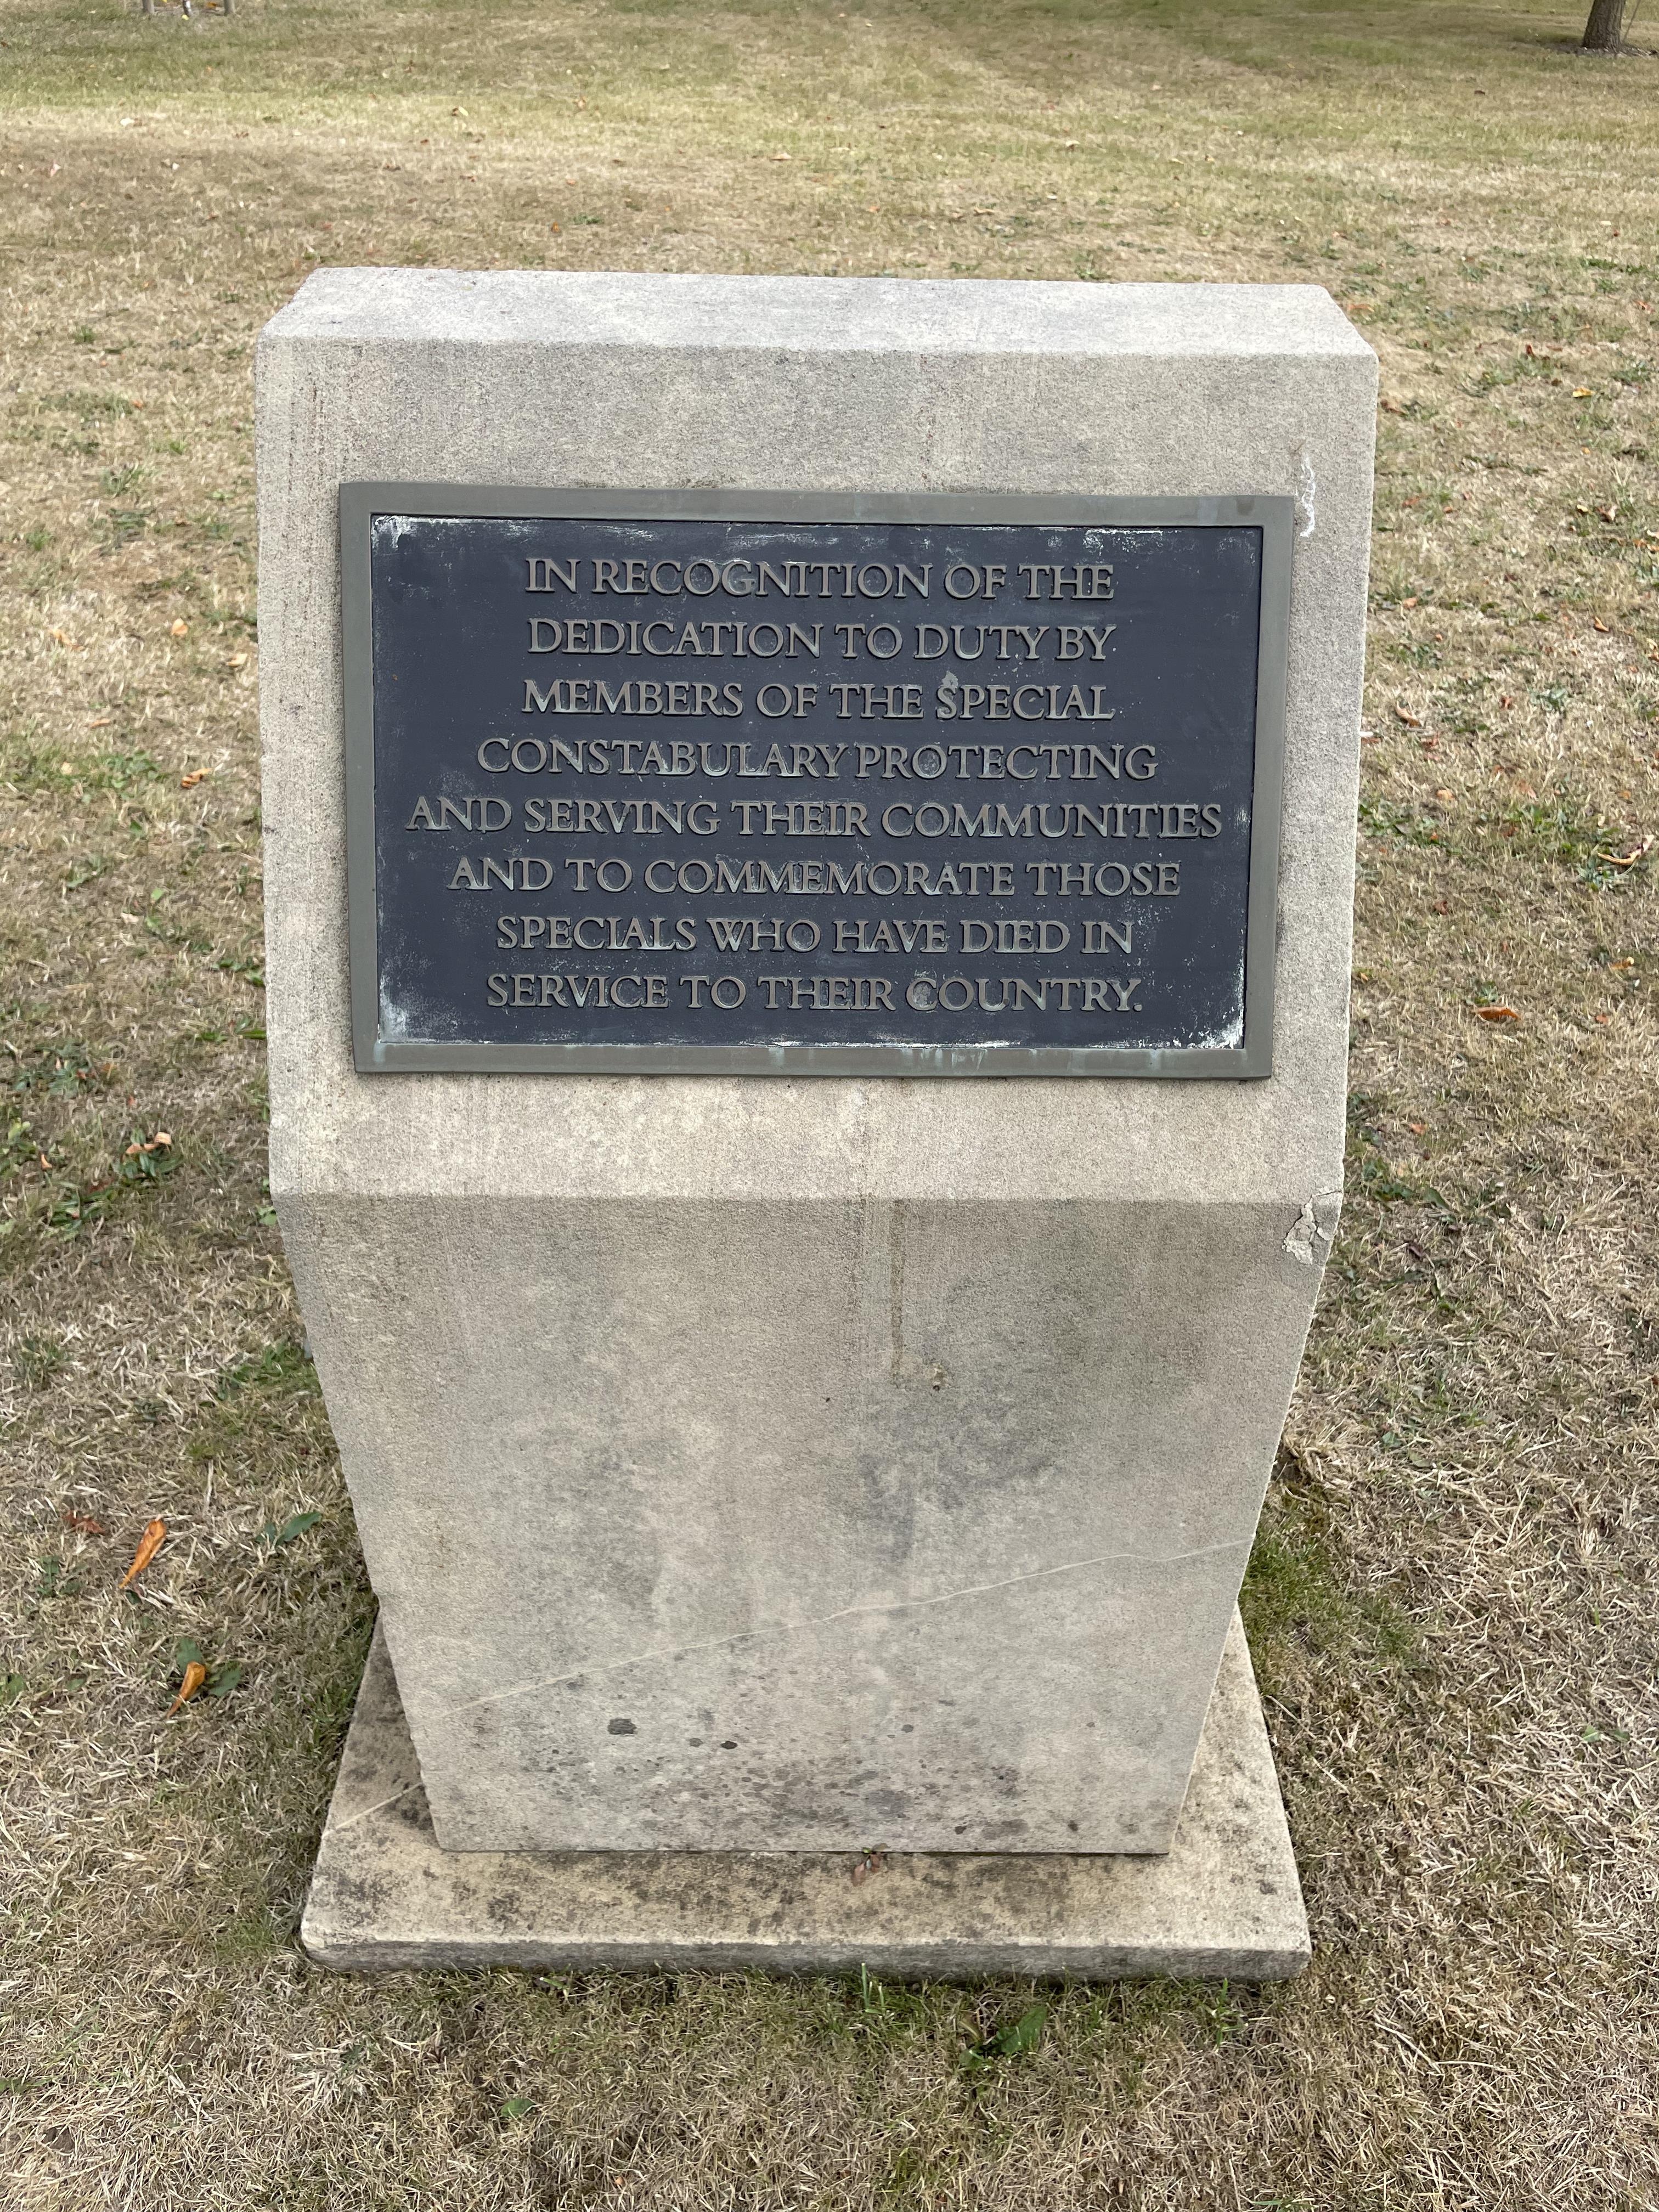 IN RECOGNITION OF THE
DEDICATION TO DUTY BY
MEMBERS OF THE SPECIAL
CONSTABULARY PROTECTING
AND SERVING THEIR COMMUNITIES
AND TO COMMEMORATE THOSE
SPECIALS WHO HAVE DIED IN
SERVICE TO THEIR COUNTRY.